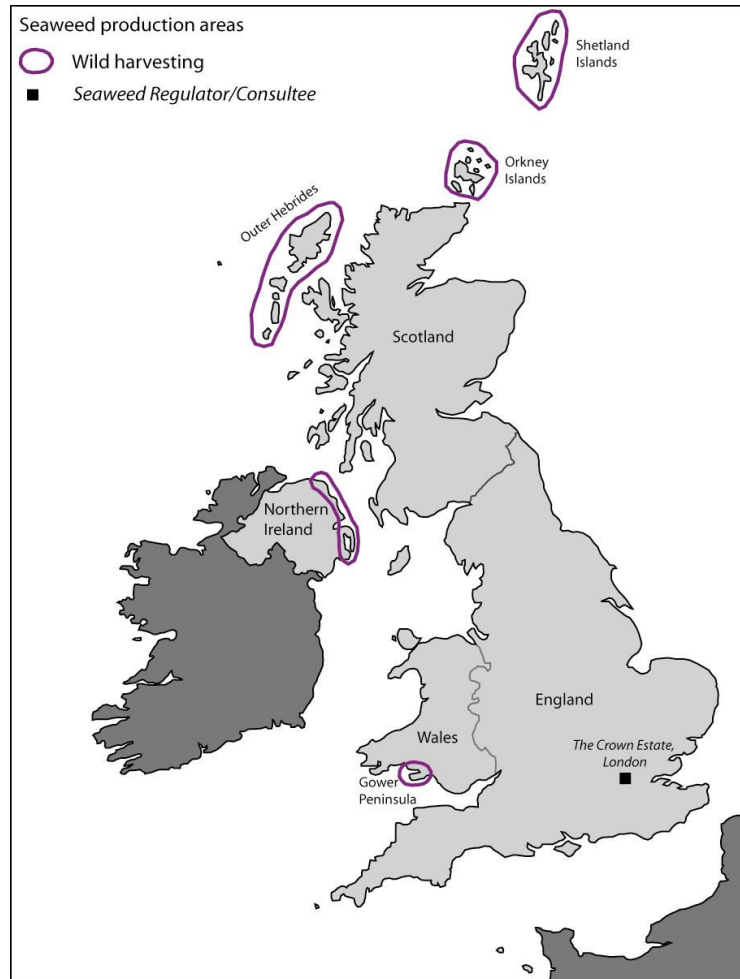 Seaweed production areas
Wild harvesting
Seaweed Regulator/Consultee
Shetland
Islands
Orkney
Islands
Outer Hebrides
Scotland
Northern
Ireland
England
Wales
The Crown Estate,
London
Gower
Peninsula